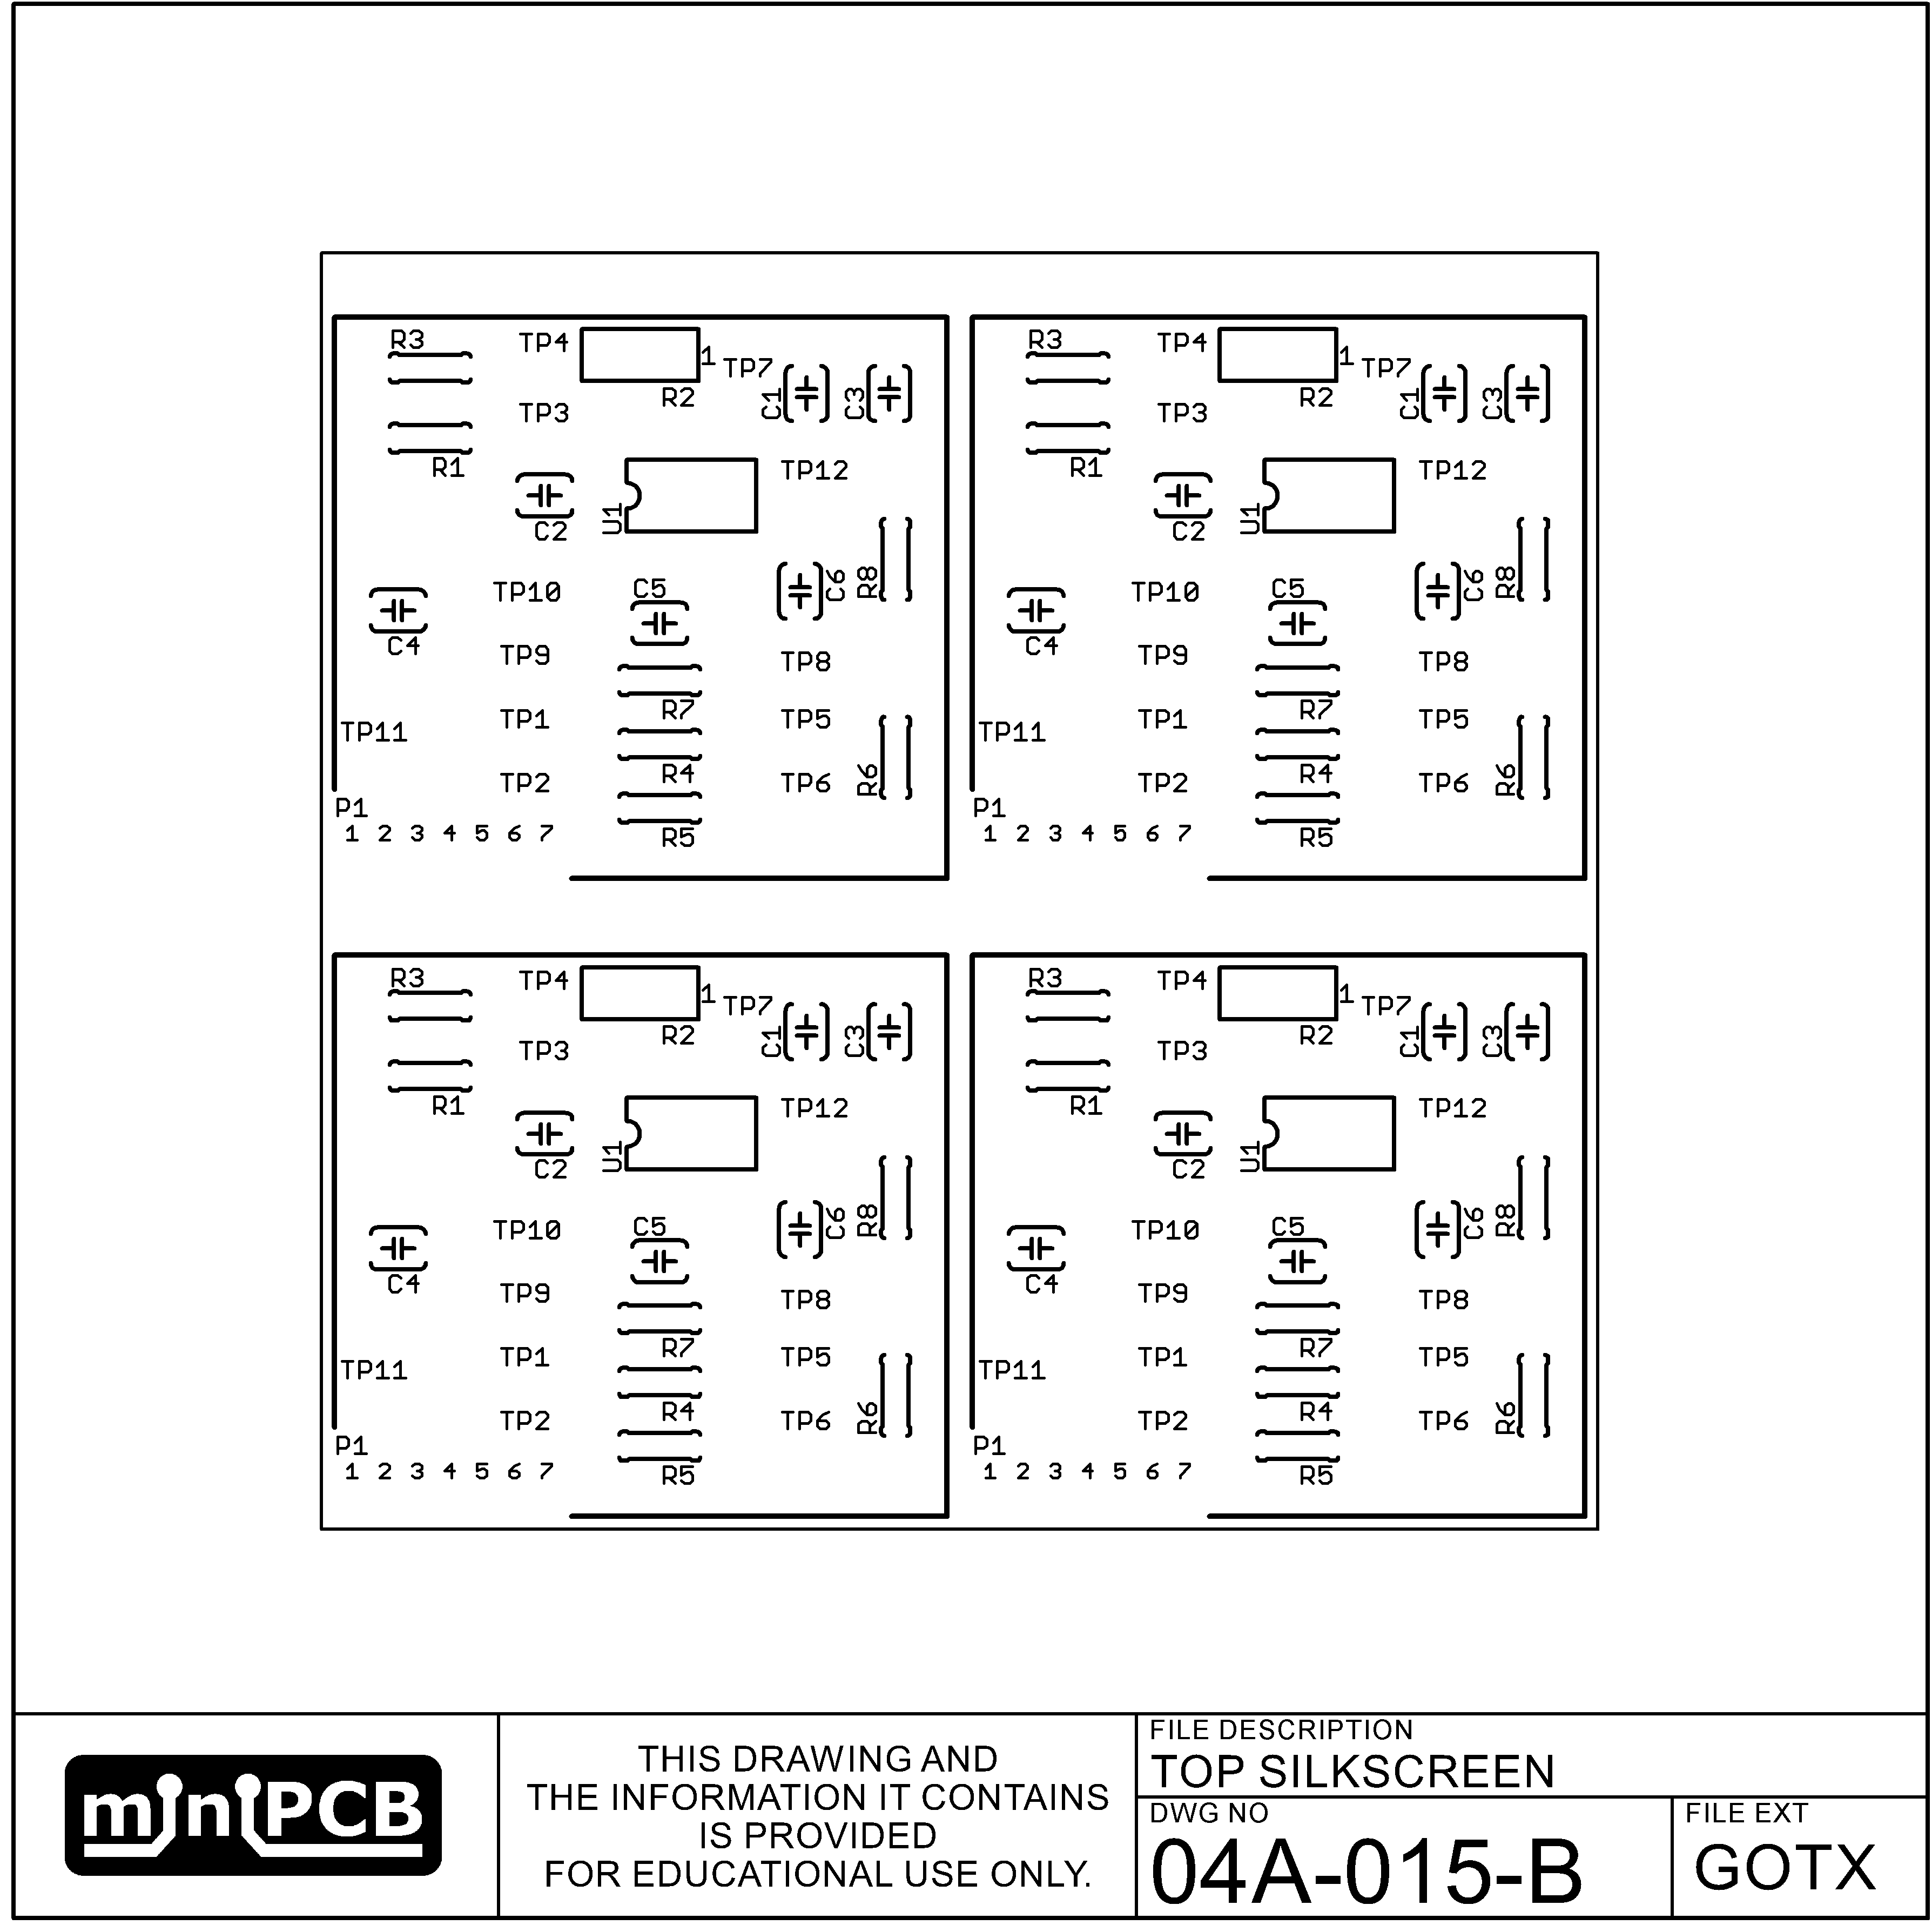 R3 TP4 1 TP7 R3 TP4 1 TP7
C1 C3 R2 C1 C3 R2
TP3 TP3
R1 TP12 R1 TP12
C2 U1 C2 U1
TP10 C5 C6 R8 TP10 C5 C6 R8
C4 TP9 TP8 C4 TP9 TP8
R7 R7
TP11 TP1 TP5 TP11 TP1 TP5
TP2 R4 TP6 R6 TP2 R4 TP6 R6
P1 P1
1 2 3 4 5 6 7 R5 1 2 3 4 5 6 7 R5
R3 TP4 1 TP7 R3 TP4 1 TP7
C1 C3 R2 C1 C3 R2
TP3 TP3
R1 TP12 R1 TP12
C2 U1 C2 U1
TP10 C5 C6 R8 TP10 C5 C6 R8
C4 TP9 TP8 C4 TP9 TP8
R7 R7
TP11 TP1 TP5 TP11 TP1 TP5
TP2 R4 TP6 R6 TP2 R4 TP6 R6
P1 P1
1 2 3 4 5 6 7 R5 1 2 3 4 5 6 7 R5
miniPCB
THIS DRAWING AND
THE INFORMATION IT CONTAINS
IS PROVIDED
FOR EDUCATIONAL USE ONLY.
FILE DESCRIPTION
TOP SILKSCREEN
DWG NO
04A-015-B
FILE EXT
GOTX